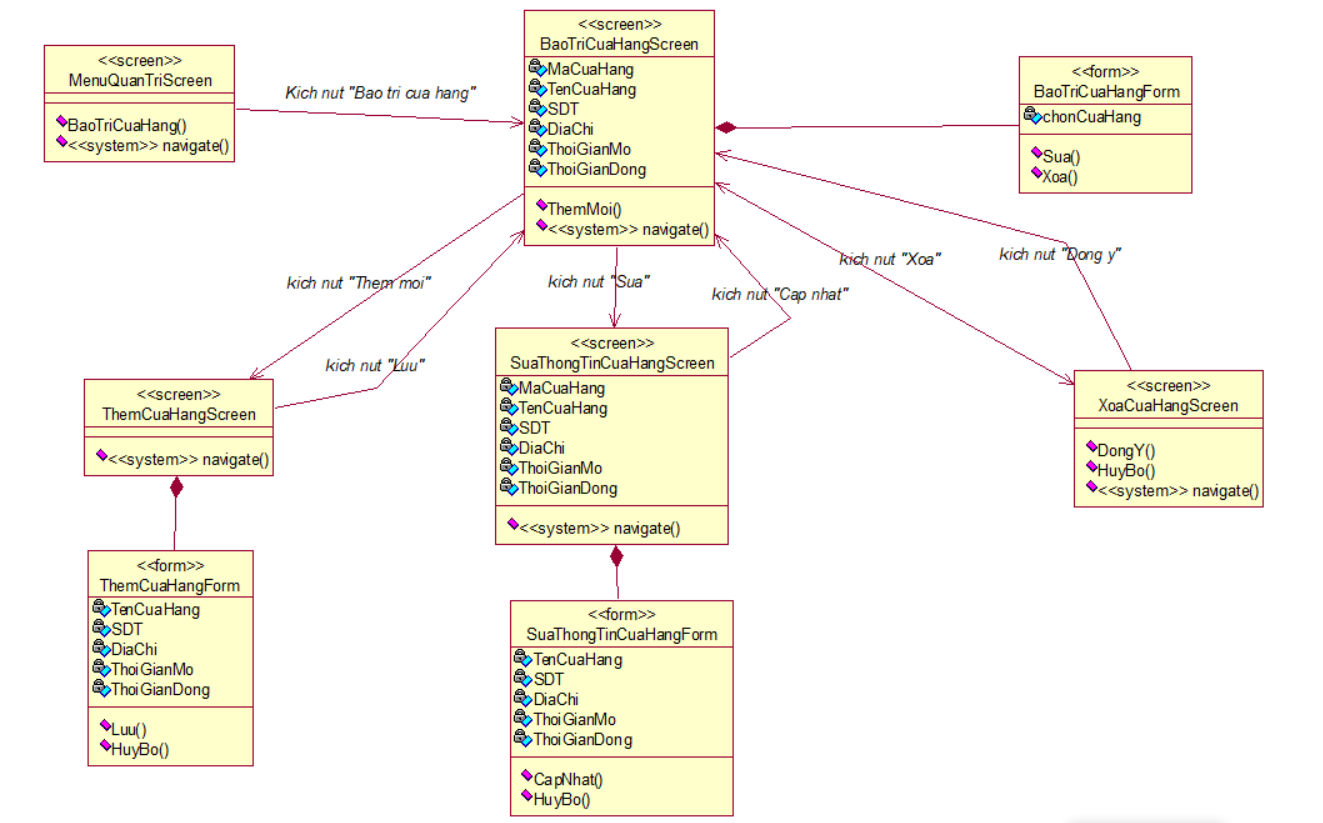 <<screen>>
MenuQuanTriScreen
BaoTriCuaHang()
<<system>> navigate()
Kich nut "Bao tri cua hang"
<<screen>>
BaoTriCuaHangScreen
MaCuaHang
TenCuaHang
SDT
DiaChi
ThoiGianMo
ThoiGianDong
ThemMoi()
<<system>> navigate()
<<form>>
BaoTriCuaHangForm
chonCuaHang
Sua()
Xoa()
kich nut "Them moi"
kich nut "Luu"
kich nut "Sua"
kich nut "Cap nhat"
kich nut "Xoa"
kich nut "Dong y"
<<screen>>
ThemCuaHangScreen
<<system>> navigate()
<<screen>>
SuaThongTinCuaHangScreen
MaCuaHang
TenCuaHang
SDT
DiaChi
ThoiGianMo
ThoiGianDong
<<system>> navigate()
<<screen>>
XoaCuaHangScreen
DongY()
HuyBo()
<<system>> navigate()
<<form>>
ThemCuaHangForm
TenCuaHang
SDT
DiaChi
ThoiGianMo
ThoiGianDong
Luu()
HuyBo()
<<form>>
SuaThongTinCuaHangForm
TenCuaHang
SDT
DiaChi
ThoiGianMo
ThoiGianDong
CapNhat()
HuyBo()